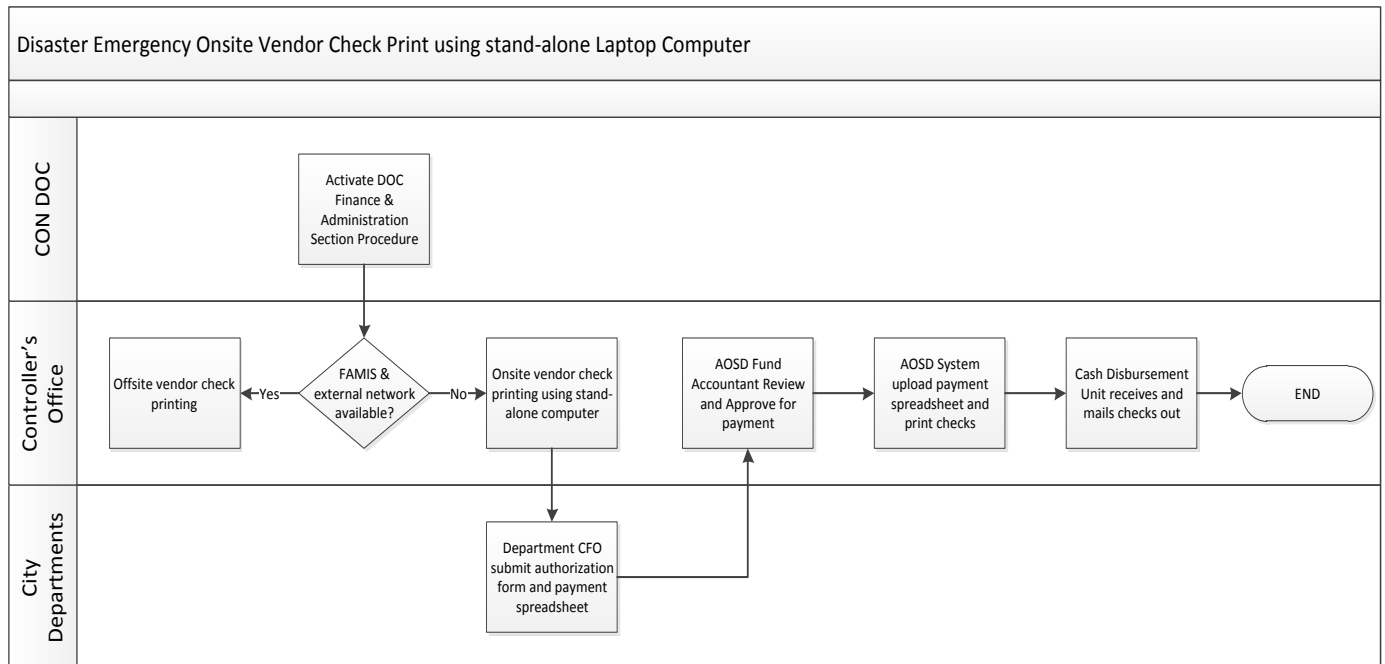 Disaster Emergency Onsite Vendor Check Print using stand-alone Laptop Computer
CON DOC
Activate DOC
Finance &
Administration
Section Procedure
Controller's
Office
Offsite vendor check
printing
Yes
FAMIS &
external network
available?
No
Onsite vendor check
printing using stand-
alone computer
AOSD Fund
Accountant Review
and Approve for
payment
AOSD System
upload payment
spreadsheet and
print checks
Cash Disbursement
Unit receives and
mails checks out
END
City
Departments
Department CFO
submit authorization
form and payment
spreadsheet